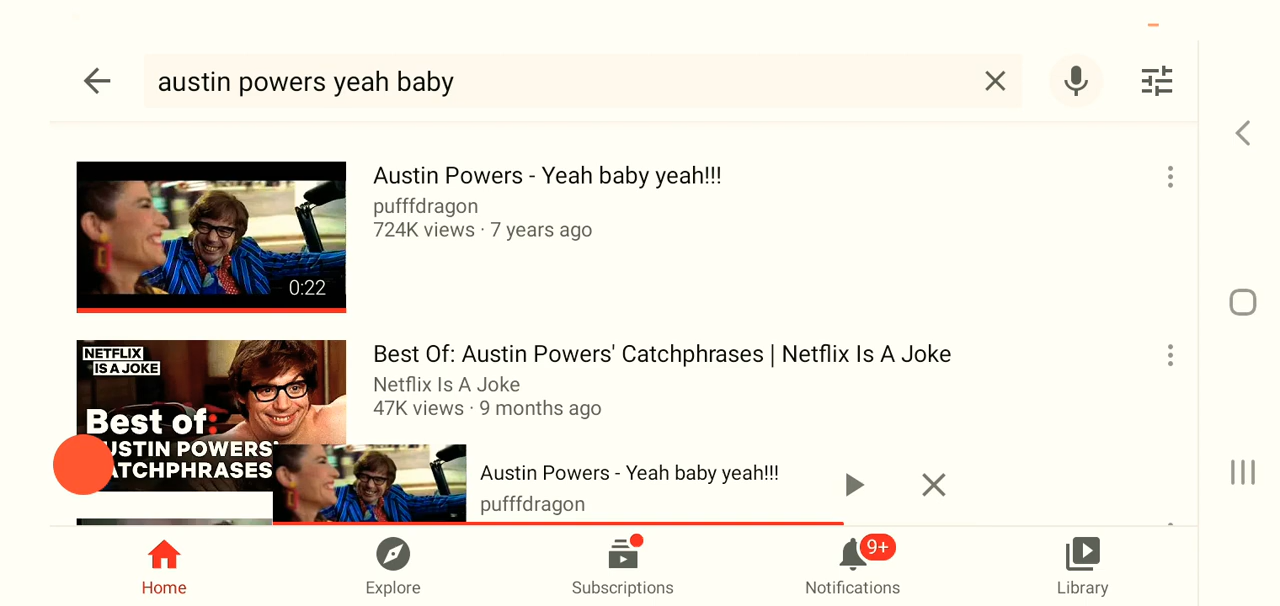 austin powers yeah baby
Austin Powers - Yeah baby yeah!!!
pufffdragon
724K views · 7 years ago
0:22
NETFLIX
IS A JOKE
Best of:
USTIN POWERS'
ATCHPHRASES
Best Of: Austin Powers' Catchphrases | Netflix Is A Joke
Netflix Is A Joke
47K views · 9 months ago
Austin Powers - Yeah baby yeah!!!
pufffdragon
Home
Explore
Subscriptions
9+
Notifications
Library